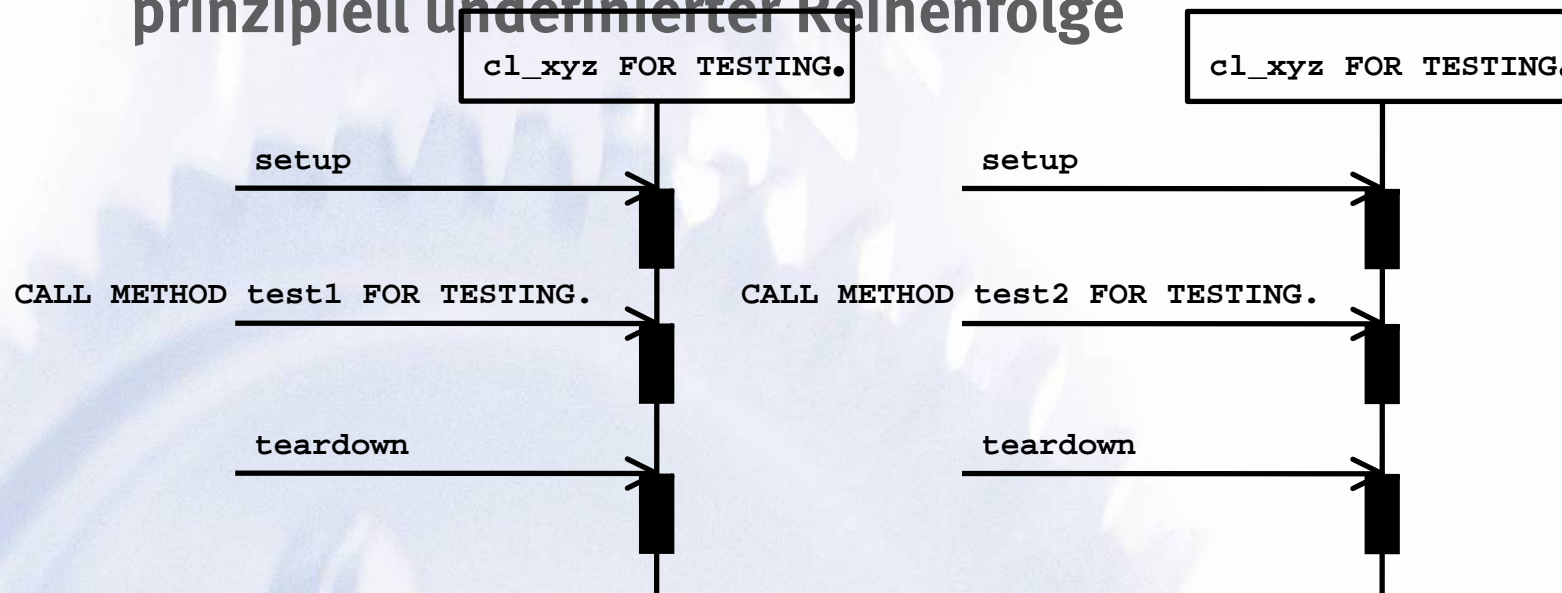 prinzipiell undefinierter Reihenfolge
cl_xyz FOR TESTING.
setup
CALL METHOD test1 FOR TESTING.
teardown
cl_xyz FOR TESTING.
setup
CALL METHOD test2 FOR TESTING.
teardown